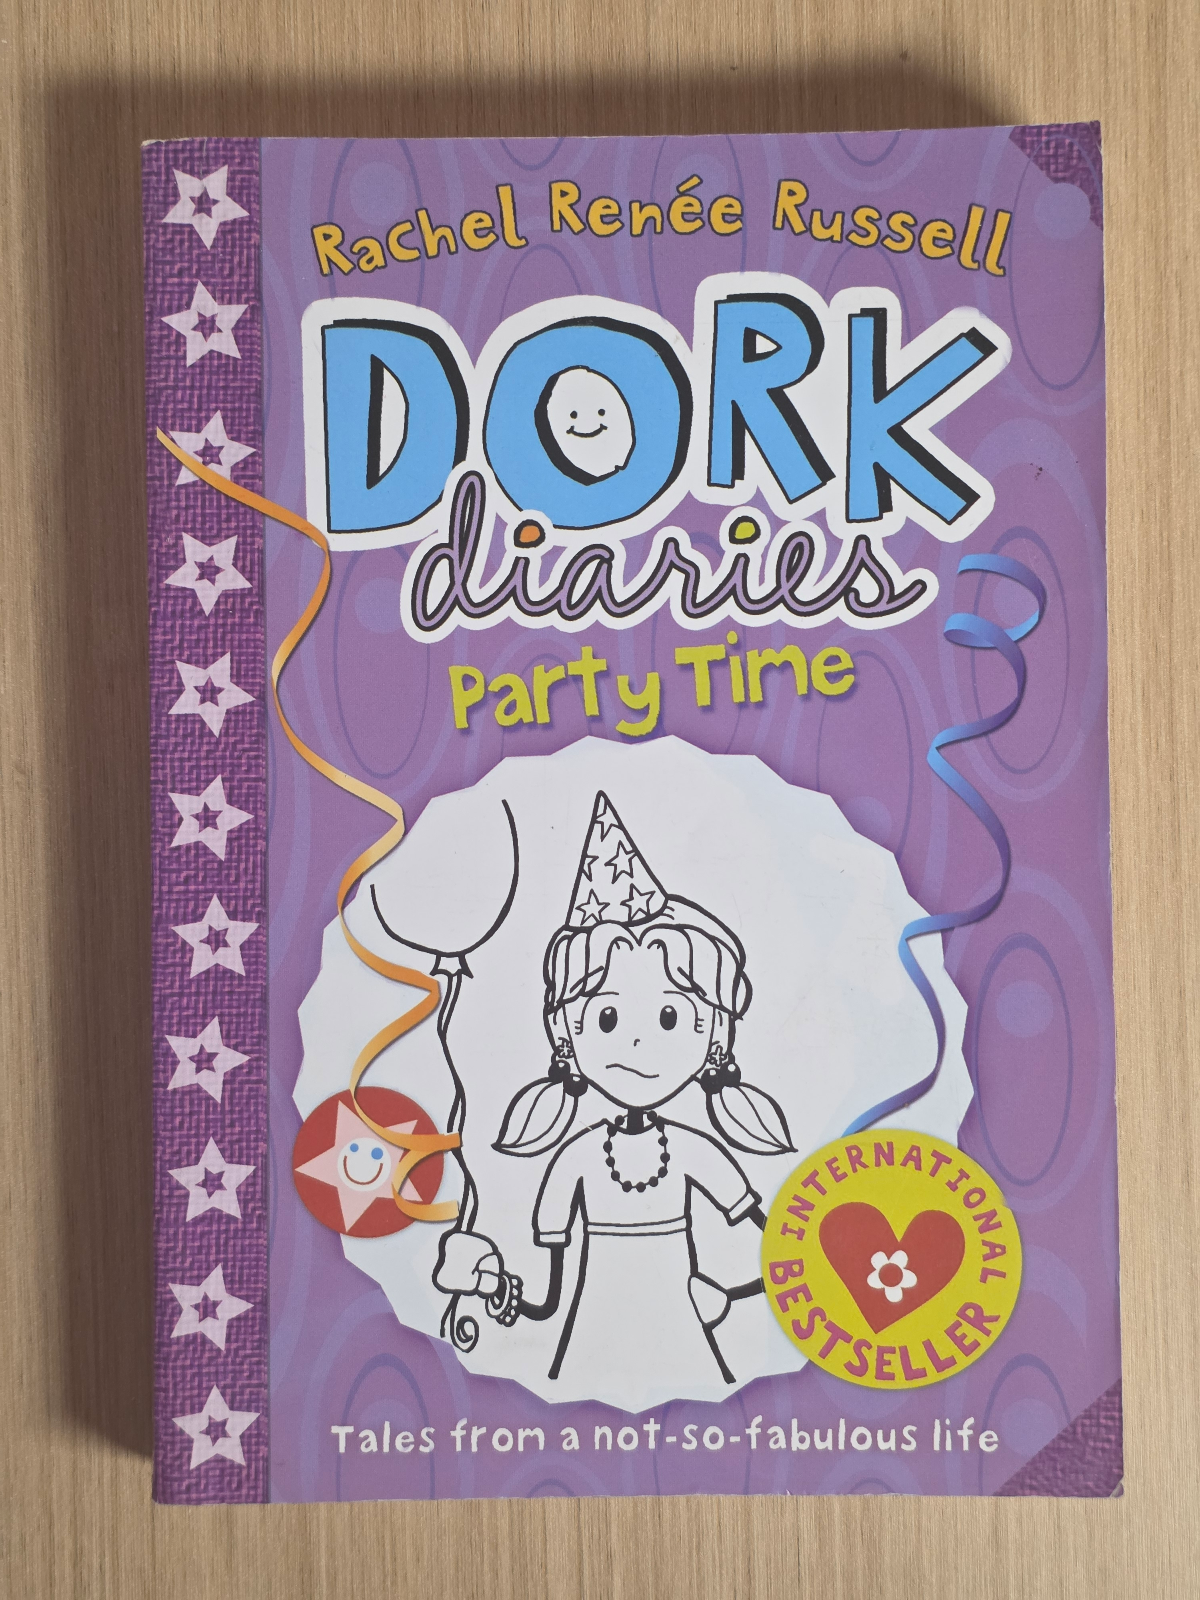 Rachel Renée Russell
DORK
diaries
Party Time
INTERNATIONAL
BESTSELLER
Tales from a not-so-fabulous life